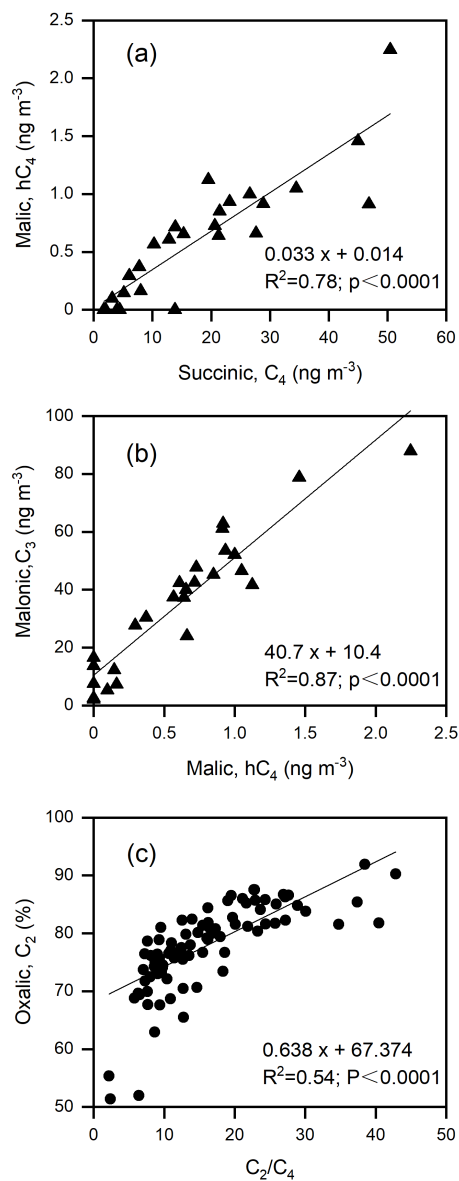 (a)
2.5
2.0
1.5
1.0
0.5
0
Malic, hC4 (ng m-3)
0.033 x + 0.014
R2=0.78; p<0.0001
0 10 20 30 40 50 60
Succinic, C4 (ng m-3)
(b)
100
80
60
40
20
0
Malonic,C3 (ng m-3)
40.7 x + 10.4
R2=0.87; p<0.0001
0 0.5 1.0 1.5 2.0 2.5
Malic, hC4 (ng m-3)
(c)
100
90
80
70
60
50
Oxalic, C2 (%)
0.638 x + 67.374
R2=0.54; P<0.0001
0 10 20 30 40 50
C2/C4